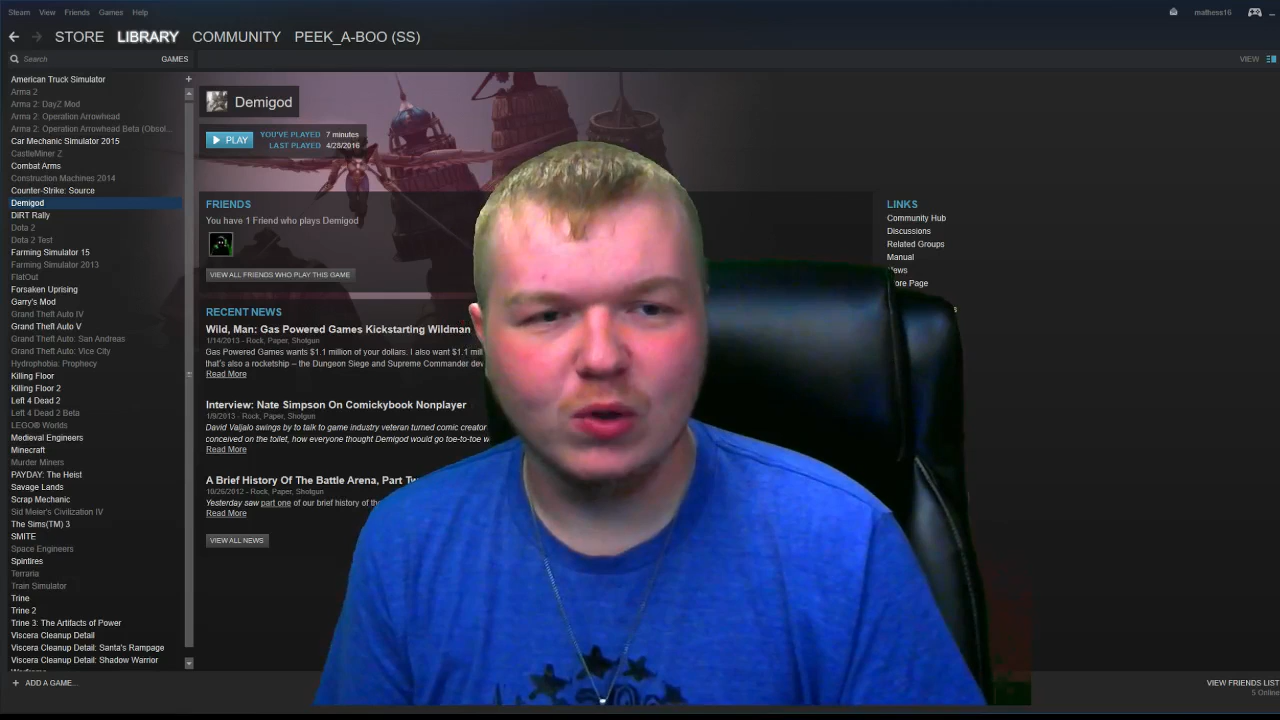 Steam View Friends Games Help
mathess16
STORE LIBRARY COMMUNITY PEEK_A-BOO (SS)
Search GAMES
VIEW
American Truck Simulator
Arma 2
Arma 2: DayZ Mod
Arma 2: Operation Arrowhead
Arma 2: Operation Arrowhead Beta (Obsol...
Car Mechanic Simulator 2015
CastleMiner Z
Combat Arms
Construction Machines 2014
Counter-Strike: Source
Demigod
DiRT Rally
Dota 2
Dota 2 Test
Farming Simulator 15
Farming Simulator 2013
FlatOut
Forsaken Uprising
Garry's Mod
Grand Theft Auto IV
Grand Theft Auto V
Grand Theft Auto: San Andreas
Grand Theft Auto: Vice City
Hydrophobia: Prophecy
Killing Floor
Killing Floor 2
Left 4 Dead 2
Left 4 Dead 2 Beta
LEGO® Worlds
Medieval Engineers
Minecraft
Murder Miners
PAYDAY: The Heist
Savage Lands
Scrap Mechanic
Sid Meier's Civilization IV
The Sims(TM) 3
SMITE
Space Engineers
Spintires
Terraria
Train Simulator
Trine
Trine 2
Trine 3: The Artifacts of Power
Viscera Cleanup Detail
Viscera Cleanup Detail: Santa's Rampage
Viscera Cleanup Detail: Shadow Warrior
+ ADD A GAME...
Demigod
PLAY
YOU'VE PLAYED 7 minutes
LAST PLAYED 4/28/2016
FRIENDS
You have 1 Friend who plays Demigod
VIEW ALL FRIENDS WHO PLAY THIS GAME
RECENT NEWS
Wild, Man: Gas Powered Games Kickstarting Wildman
1/14/2013 - Rock, Paper, Shotgun
Gas Powered Games wants $1.1 million of your dollars. I also want $1.1 mil
that's also a rocketship – the Dungeon Siege and Supreme Commander dev
Read More
Interview: Nate Simpson On Comickybook Nonplayer
1/9/2013 - Rock, Paper, Shotgun
David Valjalo swings by to talk to game industry veteran turned comic creator
conceived on the toilet, how everyone thought Demigod would go toe-to-toe w
Read More
A Brief History Of The Battle Arena, Part Tw
10/26/2012 - Rock, Paper, Shotgun
Yesterday saw part one of our brief history of the
Read More
VIEW ALL NEWS
LINKS
Community Hub
Discussions
Related Groups
Manual
ews
ore Page
s
VIEW FRIENDS LIST
5 Online